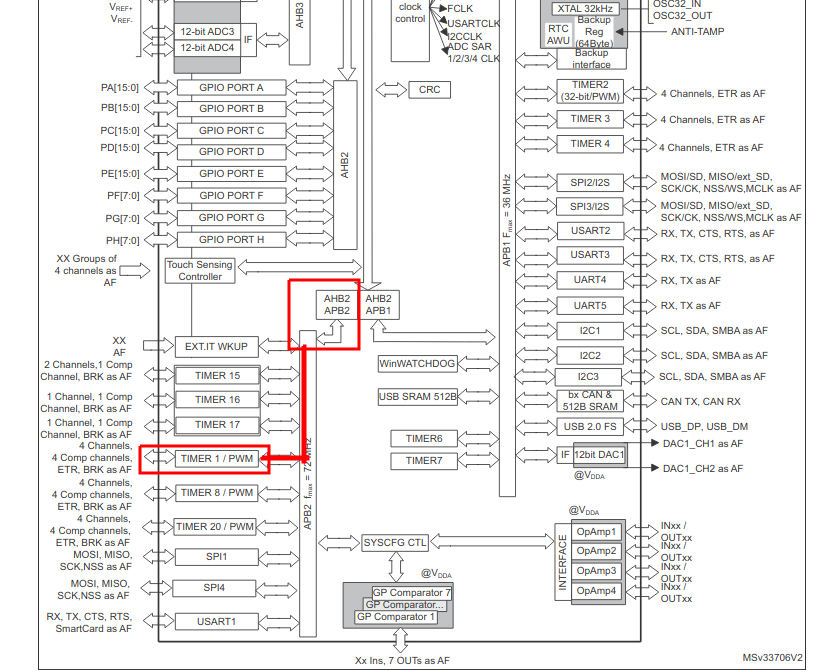 VREF+
VREF-
12-bit ADC3
12-bit ADC4
IF
AHB3
clock
control
FCLK
USARTCLK
I2CCLK
ADC SAR
1/2/3/4 CLK
XTAL 32kHz
OSC32_IN
OSC32_OUT
RTC
AWU
Backup
Reg
(64Byte)
ANTI-TAMP
Backup
interface
PA[15:0]
GPIO PORT A
PB[15:0]
GPIO PORT B
PC[15:0]
GPIO PORT C
PD[15:0]
GPIO PORT D
PE[15:0]
GPIO PORT E
PF[7:0]
GPIO PORT F
PG[7:0]
GPIO PORT G
PH[7:0]
GPIO PORT H
AHB2
CRC
XX Groups of
4 channels as
AF
Touch Sensing
Controller
AHB2
APB2
AHB2
APB1
APB1 Fmax = 36 MHz
TIMER2
(32-bit/PWM)
4 Channels, ETR as AF
TIMER 3
4 Channels, ETR as AF
TIMER 4
4 Channels, ETR as AF
SPI2/I2S
MOSI/SD, MISO/ext_SD,
SCK/CK, NSS/WS,MCLK as AF
SPI3/I2S
MOSI/SD, MISO/ext_SD,
SCK/CK, NSS/WS,MCLK as AF
USART2
RX, TX, CTS, RTS, as AF
USART3
RX, TX, CTS, RTS, as AF
UART4
RX, TX as AF
UART5
RX, TX as AF
I2C1
SCL, SDA, SMBA as AF
I2C2
SCL, SDA, SMBA as AF
I2C3
SCL, SDA, SMBA as AF
bx CAN &
512B SRAM
CAN TX, CAN RX
USB 2.0 FS
USB_DP, USB_DM
IF
12bit DAC1
DAC1_CH1 as AF
DAC1_CH2 as AF
@VDDA
XX
AF
EXT.IT WKUP
2 Channels,1 Comp
Channel, BRK as AF
TIMER 15
1 Channel, 1 Comp
Channel, BRK as AF
TIMER 16
1 Channel, 1 Comp
Channel, BRK as AF
TIMER 17
4 Channels,
4 Comp channels,
ETR, BRK as AF
TIMER 1 / PWM
4 Channels,
4 Comp channels,
ETR, BRK as AF
TIMER 8 / PWM
4 Channels,
4 Comp channels,
ETR, BRK as AF
TIMER 20 / PWM
MOSI, MISO,
SCK,NSS as AF
SPI1
MOSI, MISO,
SCK,NSS as AF
SPI4
RX, TX, CTS, RTS,
SmartCard as AF
USART1
APB2 fmax = 72 MHz
WinWATCHDOG
USB SRAM 512B
TIMER6
TIMER7
SYSCFG CTL
@VDDA
GP Comparator 7
GP Comparator...
GP Comparator 1
Xx Ins, 7 OUTs as AF
@VDDA
INTERFACE
OpAmp1
INxx /
OUTxx
OpAmp2
INxx /
OUTxx
OpAmp3
INxx /
OUTxx
OpAmp4
INxx /
OUTxx
MSv33706V2